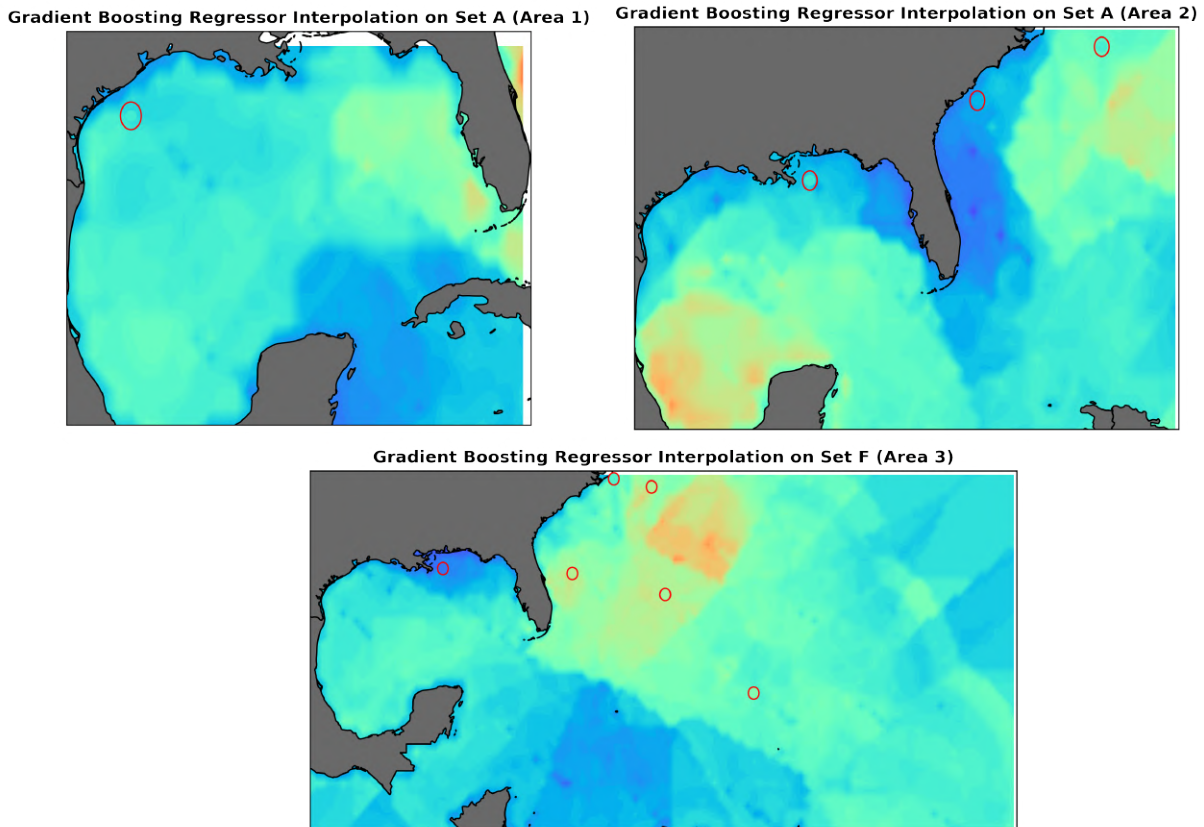 Gradient Boosting Regressor Interpolation on Set A (Area 1)
Gradient Boosting Regressor Interpolation on Set A (Area 2)
Gradient Boosting Regressor Interpolation on Set F (Area 3)